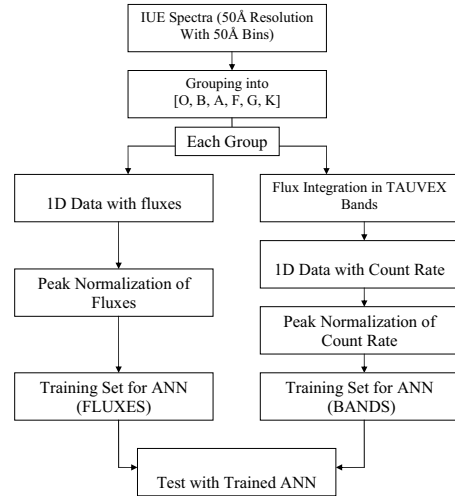 IUE Spectra (50Å Resolution
With 50Å Bins)
Grouping into
[O, B, A, F, G, K]
Each Group
1D Data with fluxes
Flux Integration in TAUVEX
Bands
1D Data with Count Rate
Peak Normalization of
Fluxes
Peak Normalization of
Count Rate
Training Set for ANN
(FLUXES)
Training Set for ANN
(BANDS)
Test with Trained ANN